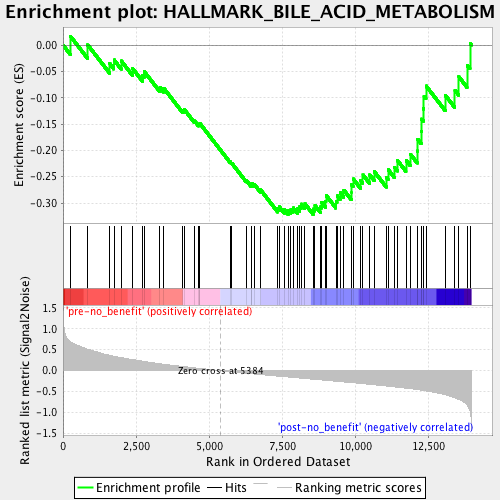 Enrichment plot: HALLMARK_BILE_ACID_METABOLISM
Enrichment score (ES)
0.00
-0.05
-0.10
-0.15
-0.20
-0.25
-0.30
'pre-no_benefit' (positively correlated)
Ranked list metric (Signal2Noise)
1.5
1.0
0.5
0.0
-0.5
-1.0
-1.5
Zero cross at 5384
'post-no_benefit' (negatively correlated)
0
2,500
5,000
7,500
10,000
12,500
Rank in Ordered Dataset
Enrichment profile
Hits
Ranking metric scores